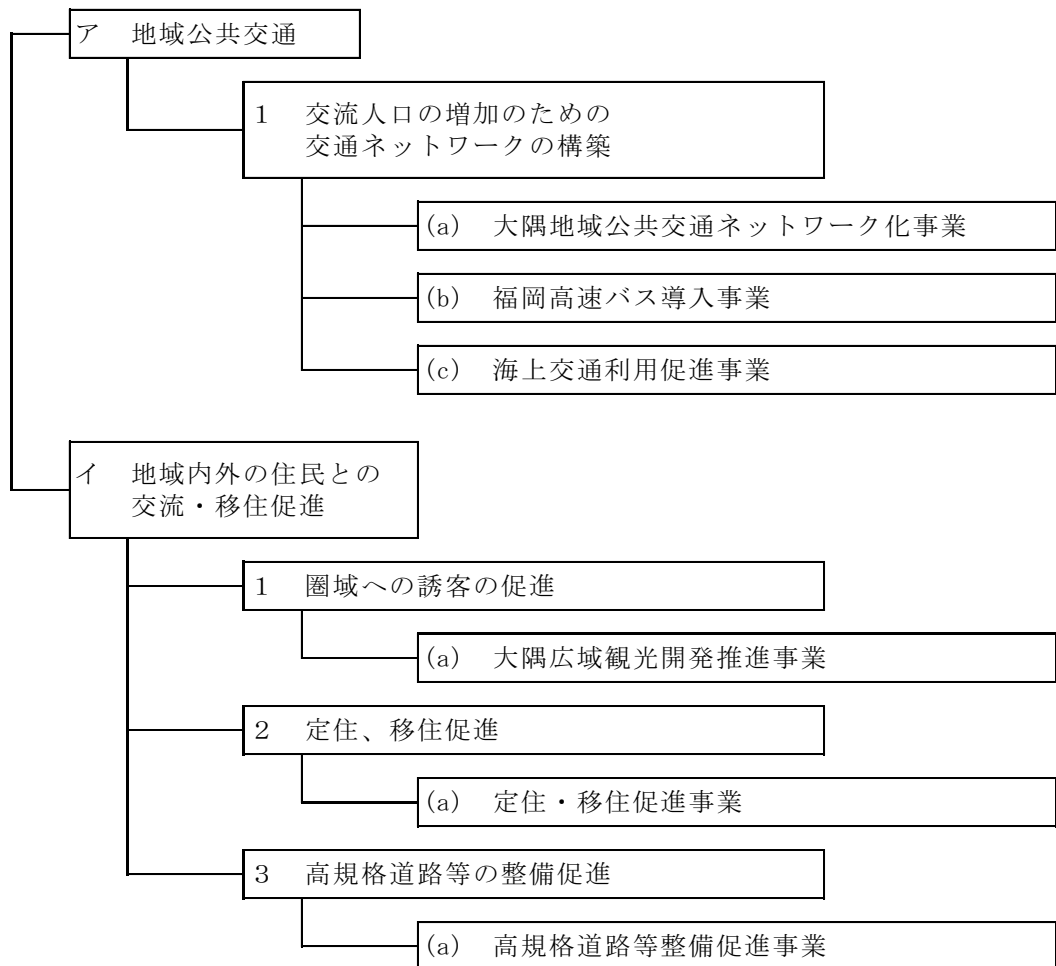 ア 地域公共交通
1 交流人口の増加のための
交通ネットワークの構築
(a) 大隅地域公共交通ネットワーク化事業
(b) 福岡高速バス導入事業
(c) 海上交通利用促進事業
イ 地域内外の住民との
交流・移住促進
1 圏域への誘客の促進
(a) 大隅広域観光開発推進事業
2 定住、移住促進
(a) 定住・移住促進事業
3 高規格道路等の整備促進
(a) 高規格道路等整備促進事業